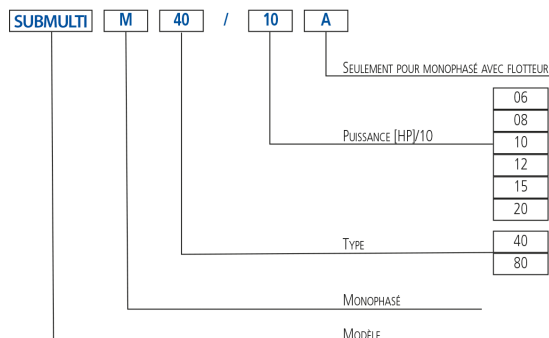 SUBMULTI M 40 / 10 A
SEULEMENT POUR MONOPHASÉ AVEC FLOTTEUR
06
08
PUISSANCE [HP]/10 10
12
15
20
TYPE 40
80
MONOPHASÉ
MODÈLE